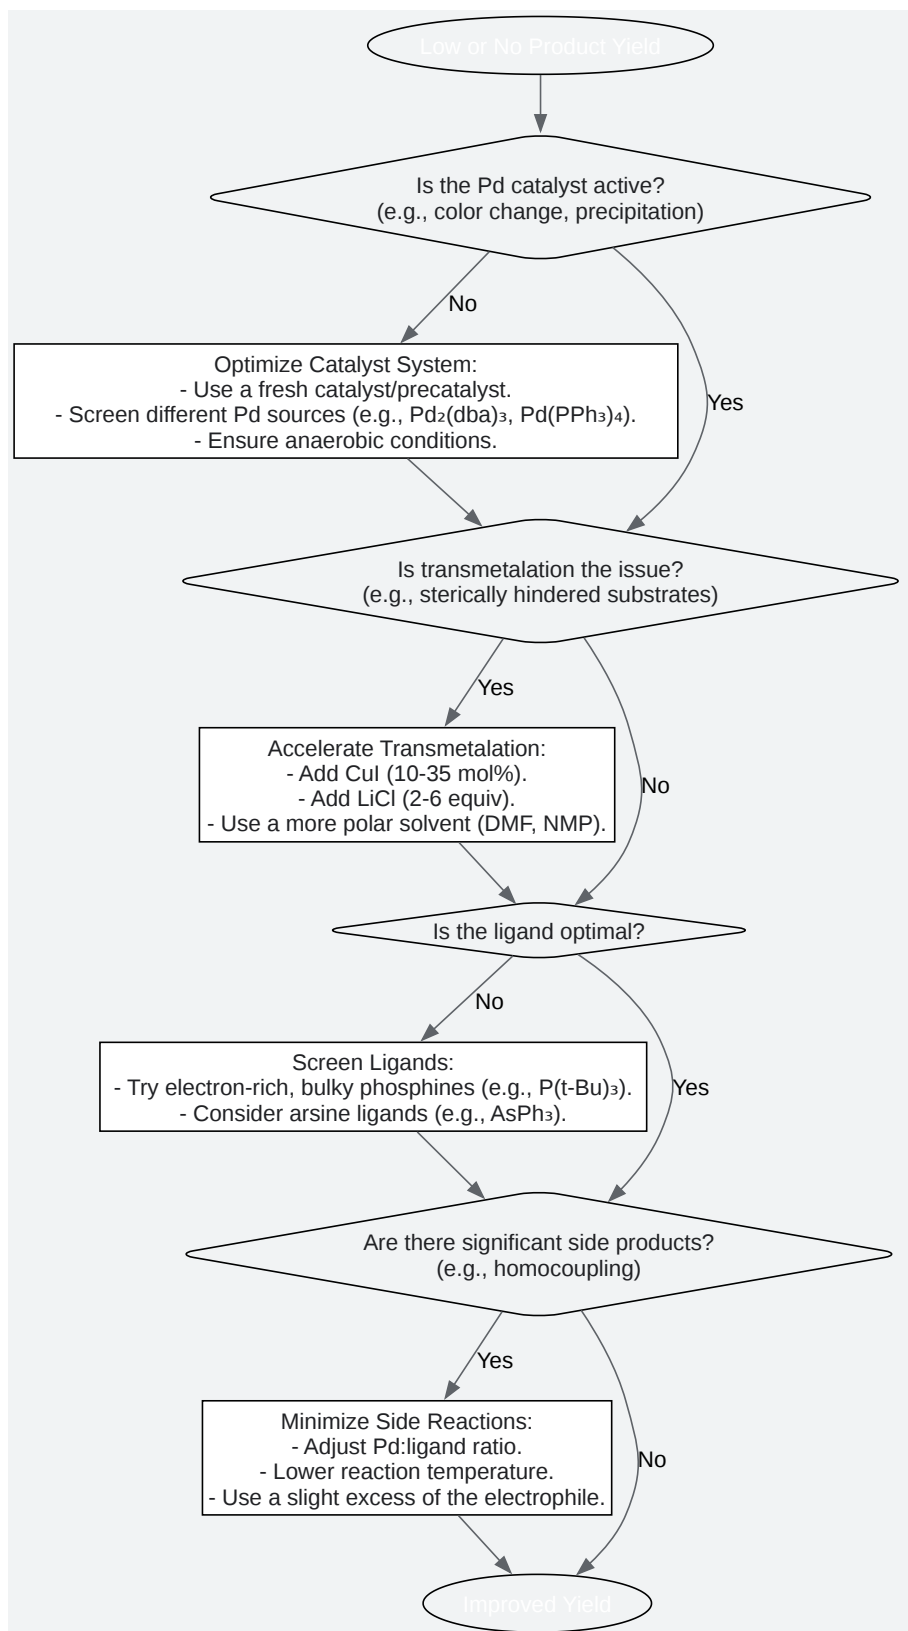 Low or No Product Yield
Is the Pd catalyst active?
(e.g., color change, precipitation)
No
Yes
Optimize Catalyst System:
- Use a fresh catalyst/precatalyst.
- Screen different Pd sources (e.g., Pd₂(dba)₃, Pd(PPh₃)₄).
- Ensure anaerobic conditions.
Is transmetalation the issue?
(e.g., sterically hindered substrates)
Yes
No
Accelerate Transmetalation:
- Add CuI (10-35 mol%).
- Add LiCl (2-6 equiv).
- Use a more polar solvent (DMF, NMP).
Is the ligand optimal?
No
Yes
Screen Ligands:
- Try electron-rich, bulky phosphines (e.g., P(t-Bu)₃).
- Consider arsine ligands (e.g., AsPh₃).
Are there significant side products?
(e.g., homocoupling)
Yes
No
Minimize Side Reactions:
- Adjust Pd:ligand ratio.
- Lower reaction temperature.
- Use a slight excess of the electrophile.
Improved Yield